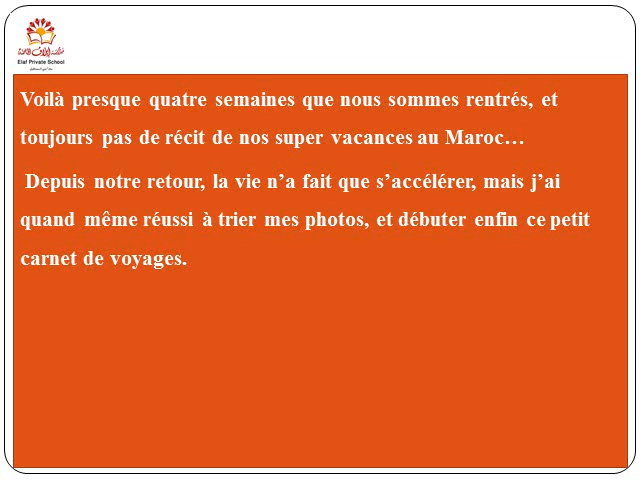 Elaf Private School
Voilà presque quatre semaines que nous sommes rentrés, et
toujours pas de récit de nos super vacances au Maroc…
Depuis notre retour, la vie n’a fait que s’accélérer, mais j’ai
quand même réussi à trier mes photos, et débuter enfin ce petit
carnet de voyages.